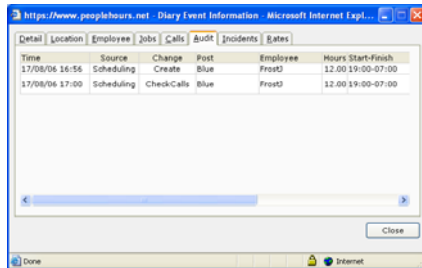 https://www.peoplehours.net - Diary Event Information - Microsoft Internet Expl...
Detail Location Employee Jobs Calls Audit Incidents Rates
Time Source Change Post Employee Hours Start-Finish
17/08/06 16:56 Scheduling Create Blue FrostJ 12.00 19:00-07:00
17/08/06 17:00 Scheduling CheckCalls Blue FrostJ 12.00 19:00-07:00
Close
Done Internet